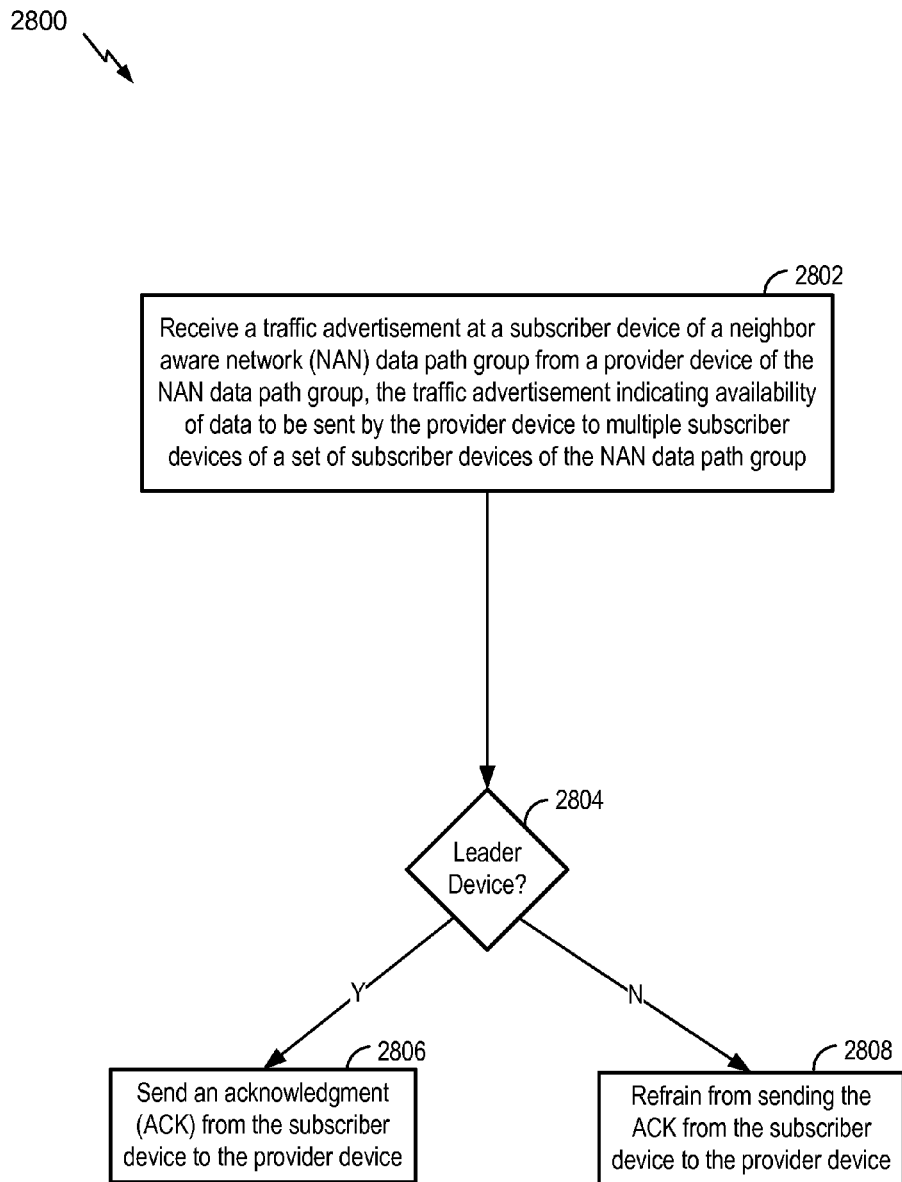 2800
2802
Receive a traffic advertisement at a subscriber device of a neighbor
aware network (NAN) data path group from a provider device of the
NAN data path group, the traffic advertisement indicating availability
of data to be sent by the provider device to multiple subscriber
devices of a set of subscriber devices of the NAN data path group
2804
Leader
Device?
Y
N
2806
Send an acknowledgment
(ACK) from the subscriber
device to the provider device
2808
Refrain from sending the
ACK from the subscriber
device to the provider device